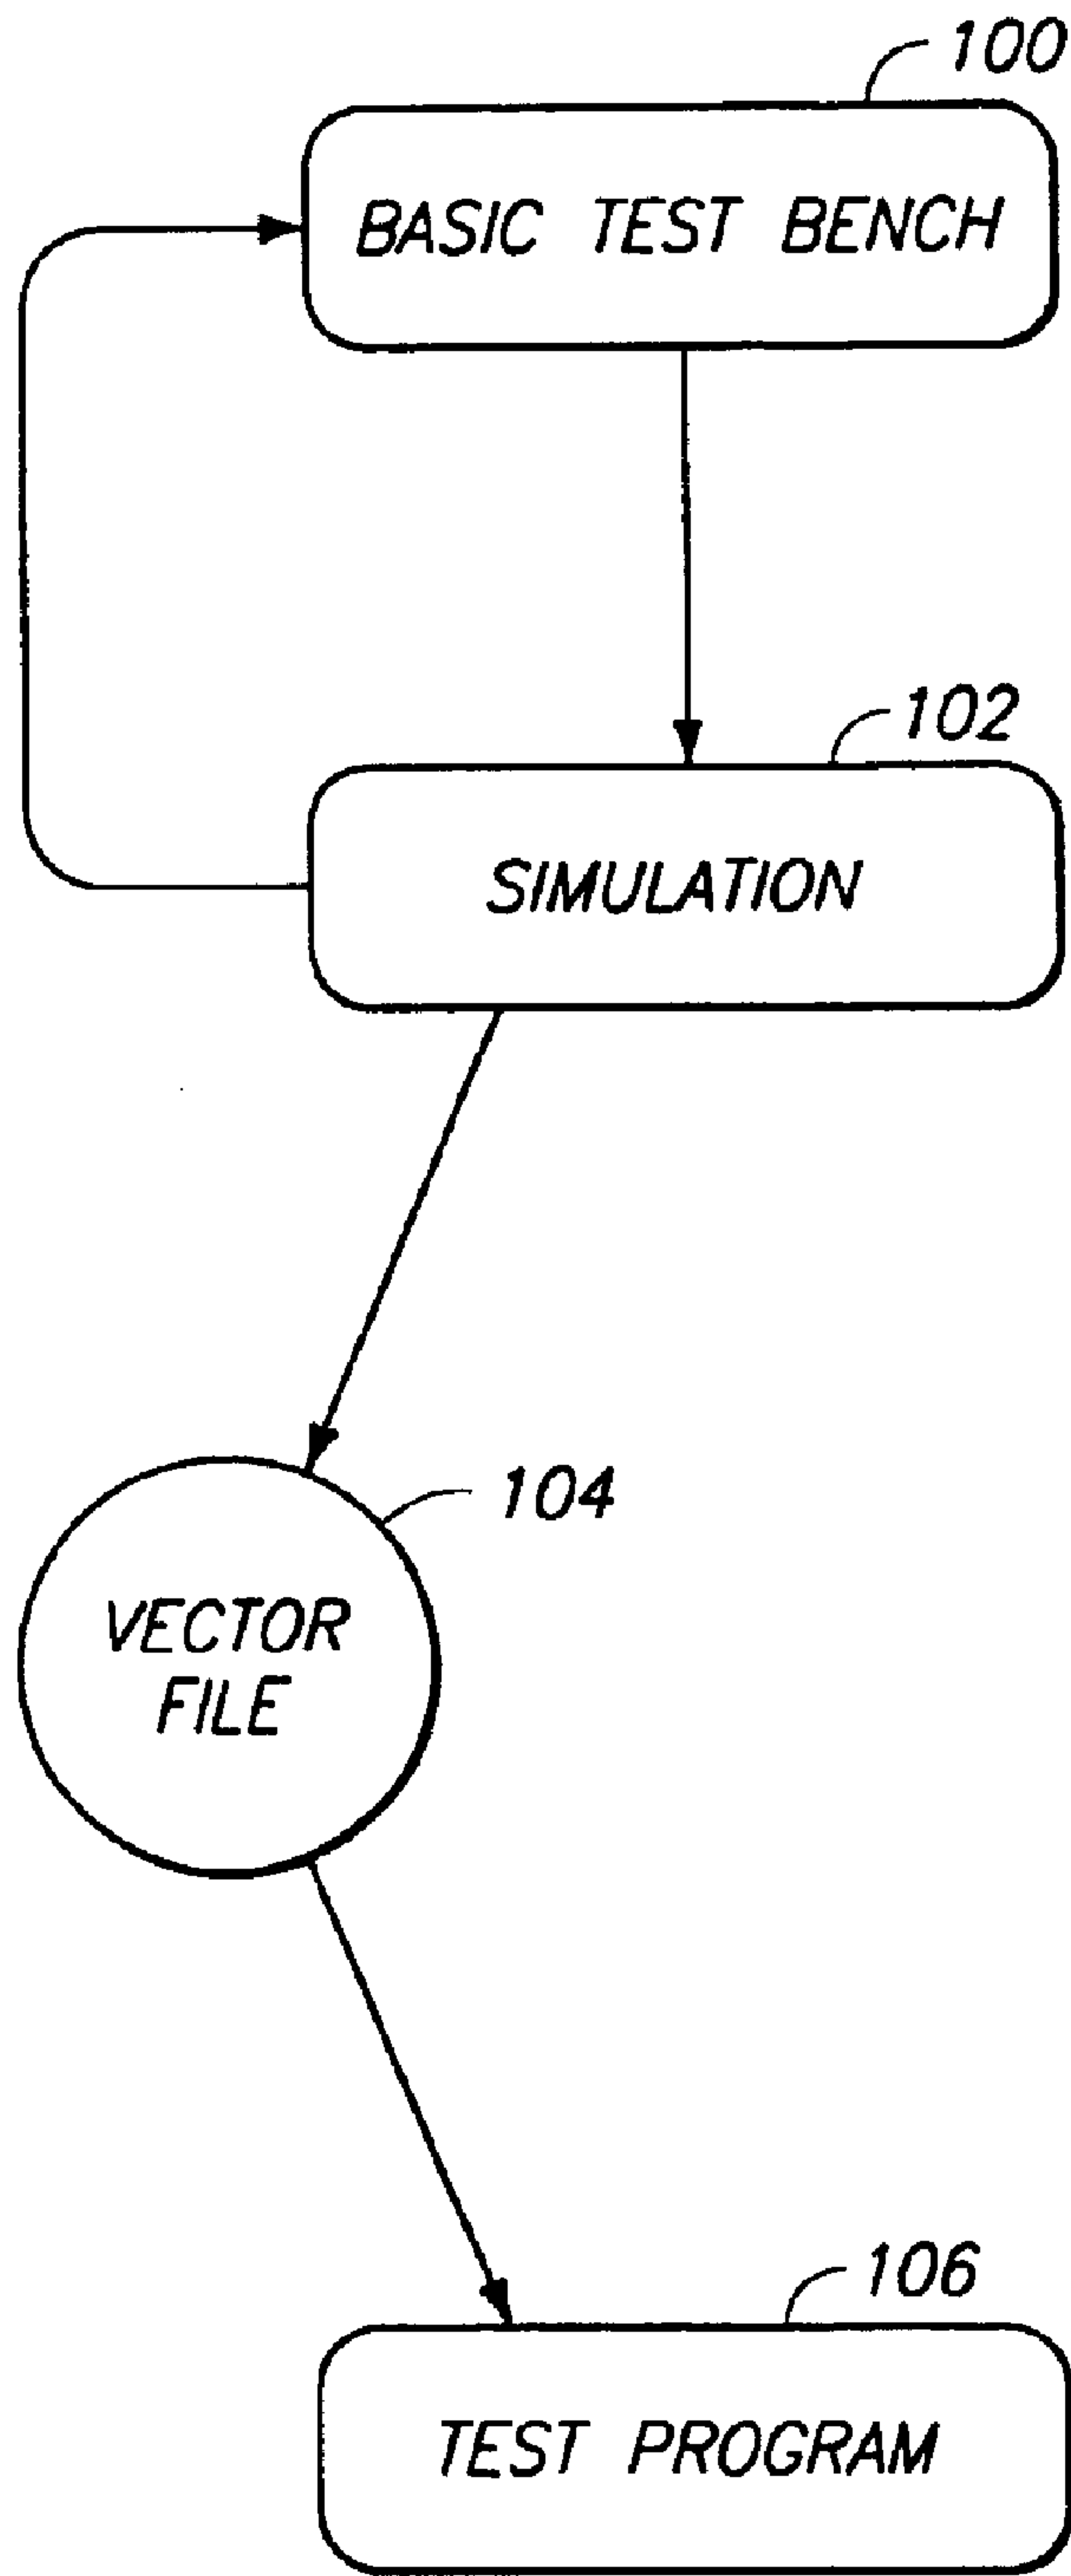 100
BASIC TEST BENCH
102
SIMULATION
104
VECTOR
FILE
106
TEST PROGRAM